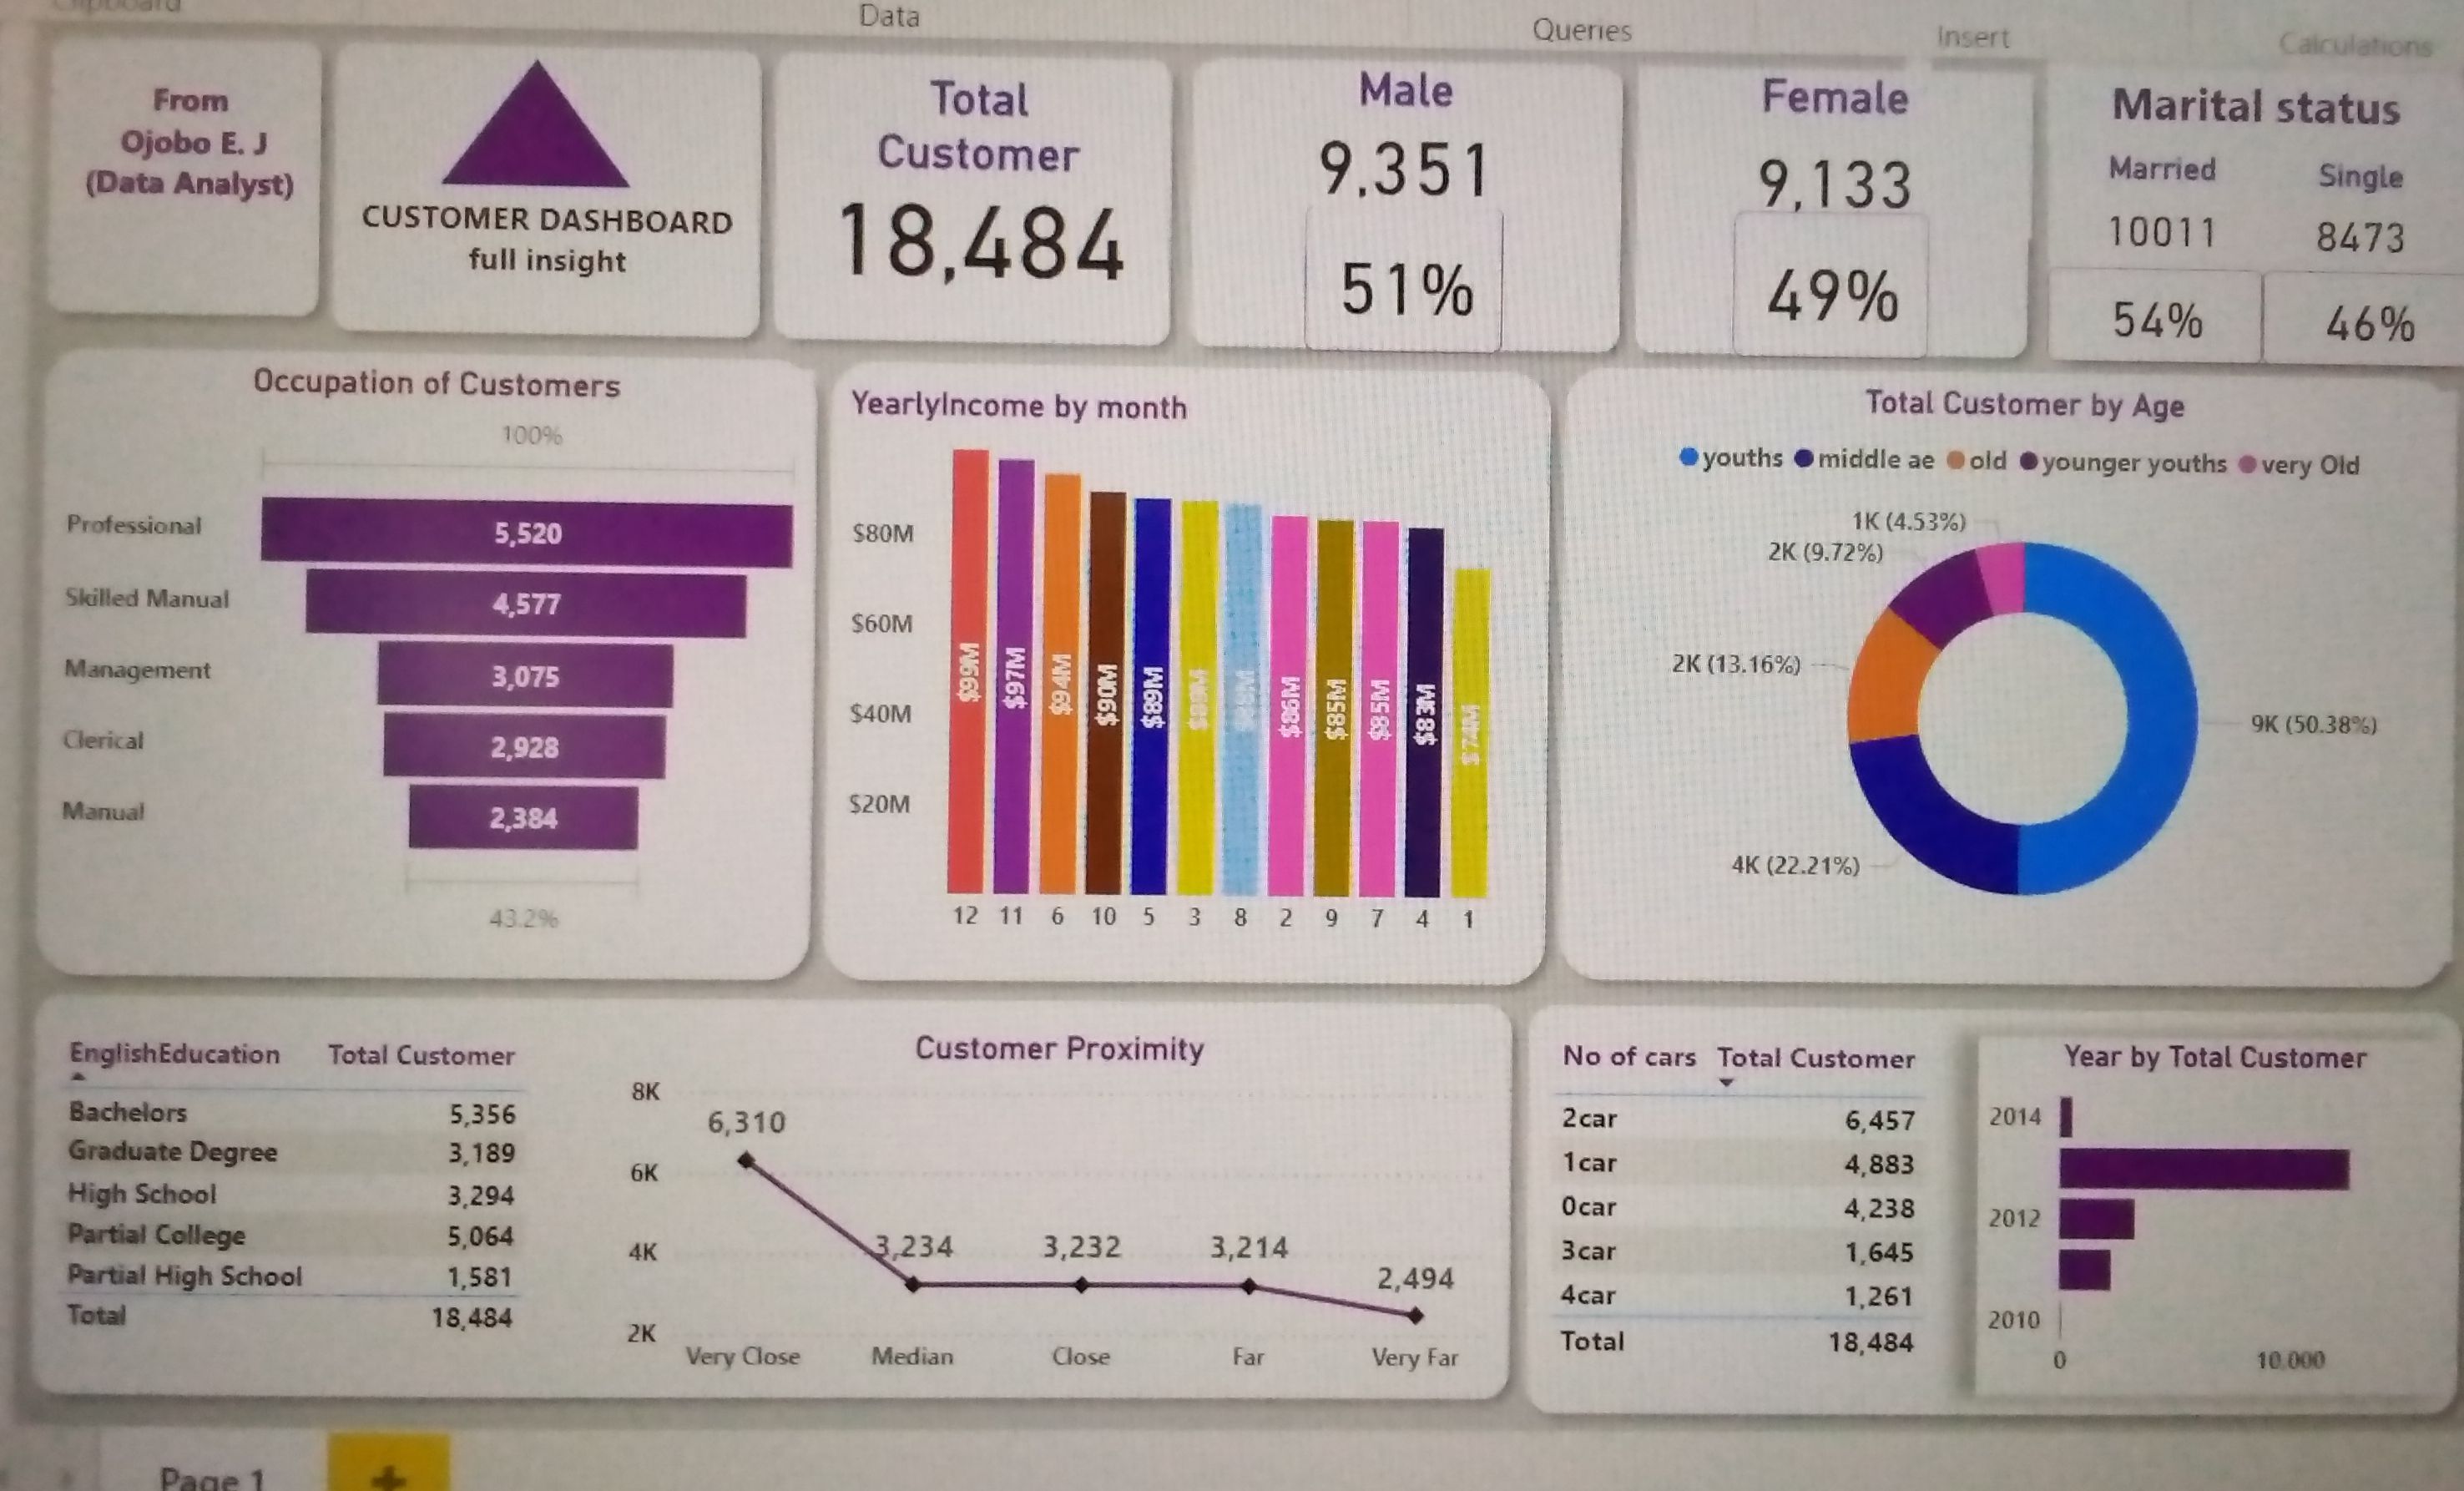 Clipboard
Data
Queries
Insert
Calculations
From
Ojobo E. J
(Data Analyst)
CUSTOMER DASHBOARD
full insight
Total
Customer
18,484
Male
9,351
51%
Female
9,133
49%
Marital status
Married Single
10011 8473
54% 46%
Occupation of Customers
100%
Professional 5,520
Skilled Manual 4,577
Management 3,075
Clerical 2,928
Manual 2,384
43.2%
YearlyIncome by month
$80M
$60M
$40M
$20M
$99M $97M $94M $90M $89M $86M $85M $85M $83M $74M
12 11 6 10 5 3 8 2 9 7 4 1
Total Customer by Age
youths middle ae old younger youths very Old
1K (4.53%)
2K (9.72%)
2K (13.16%)
9K (50.38%)
4K (22.21%)
EnglishEducation Total Customer
Bachelors 5,356
Graduate Degree 3,189
High School 3,294
Partial College 5,064
Partial High School 1,581
Total 18,484
Customer Proximity
8K
6K
4K
2K
6,310
3,234
3,232
3,214
2,494
Very Close Median Close Far Very Far
No of cars Total Customer
2car 6,457
1car 4,883
0car 4,238
3car 1,645
4car 1,261
Total 18,484
Year by Total Customer
2014
2012
2010
0 10,000
Page 1
+